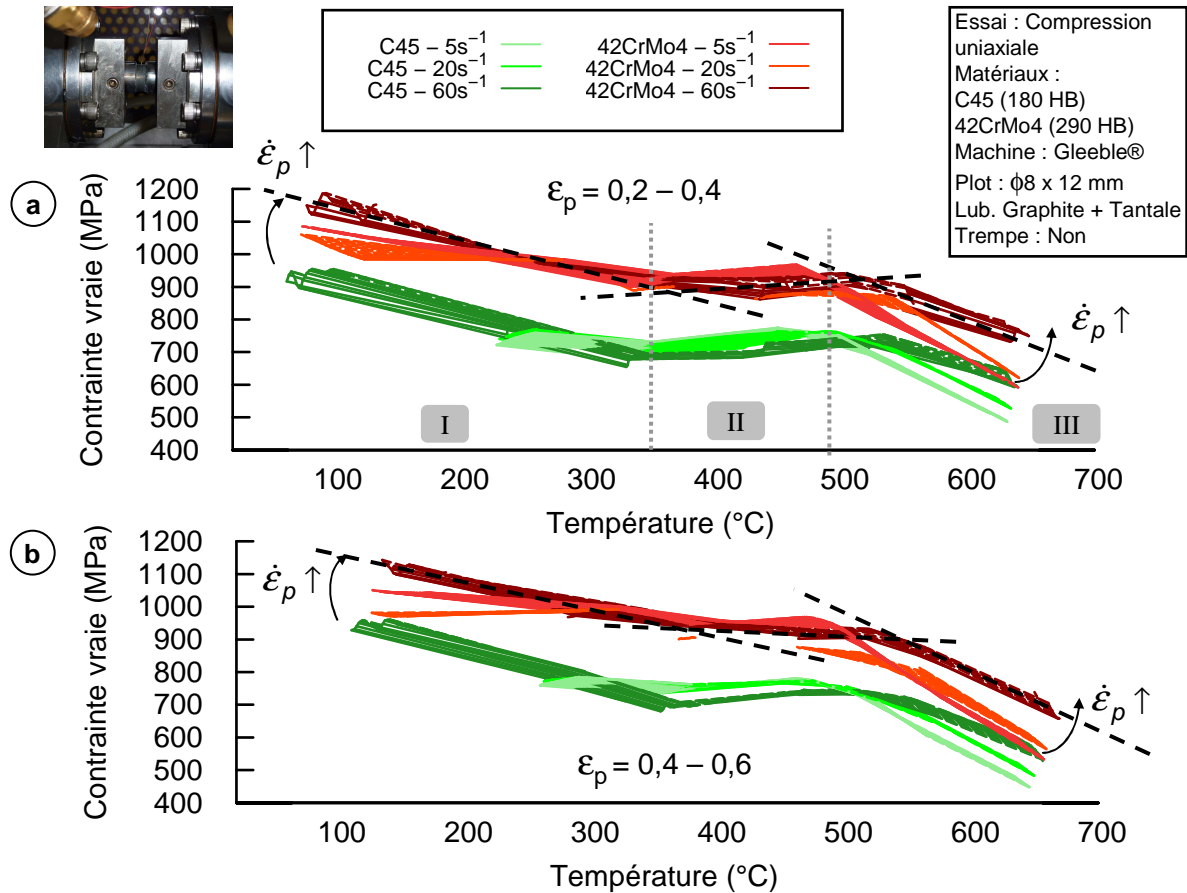 C45 – 5s⁻¹
C45 – 20s⁻¹
C45 – 60s⁻¹
42CrMo4 – 5s⁻¹
42CrMo4 – 20s⁻¹
42CrMo4 – 60s⁻¹
Essai : Compression
uniaxiale
Matériaux :
C45 (180 HB)
42CrMo4 (290 HB)
Machine : Gleeble®
Plot : ϕ8 x 12 mm
Lub. Graphite + Tantale
Trempe : Non
a
Contrainte vraie (MPa)
1200
1100
1000
900
800
700
600
500
400
ε̇p ↑
εp = 0,2 – 0,4
ε̇p ↑
I
II
III
100 200 300 400 500 600 700
Température (°C)
b
Contrainte vraie (MPa)
1200
1100
1000
900
800
700
600
500
400
ε̇p ↑
ε̇p ↑
εp = 0,4 – 0,6
100 200 300 400 500 600 700
Température (°C)